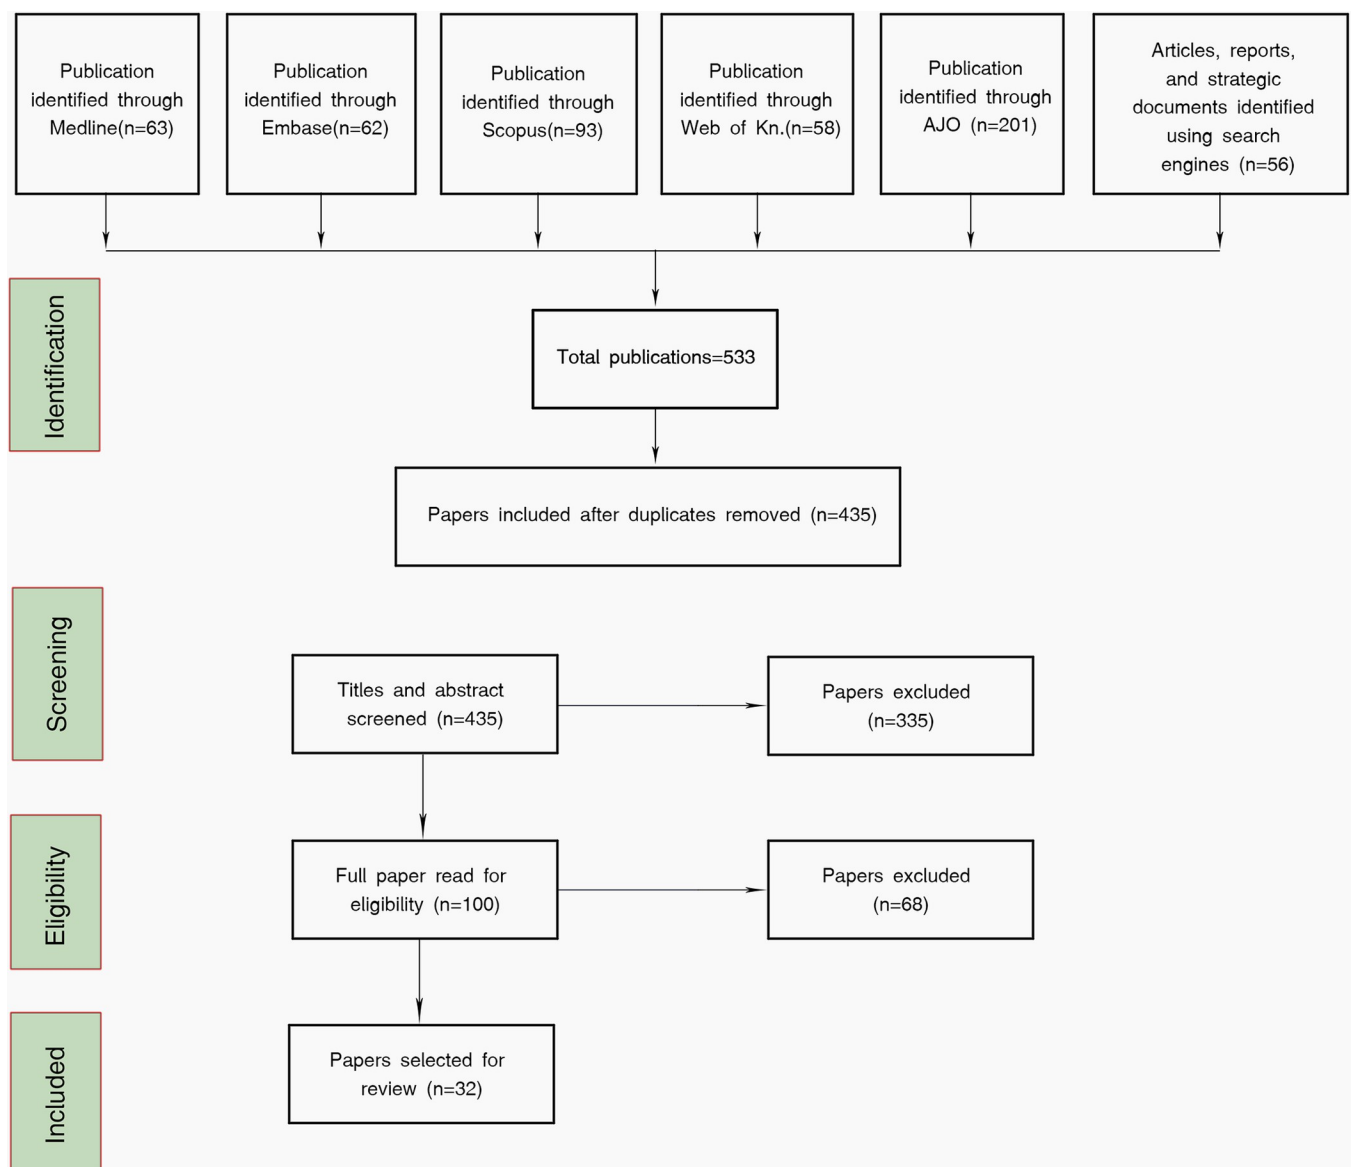 Publication
identified through
Medline(n=63)
Publication
identified through
Embase(n=62)
Publication
identified through
Scopus(n=93)
Publication
identified through
Web of Kn.(n=58)
Publication
identified through
AJO (n=201)
Articles, reports,
and strategic
documents identified
using search
engines (n=56)
Identification
Total publications=533
Papers included after duplicates removed (n=435)
Screening
Titles and abstract
screened (n=435)
Papers excluded
(n=335)
Eligibility
Full paper read for
eligibility (n=100)
Papers excluded
(n=68)
Included
Papers selected for
review (n=32)